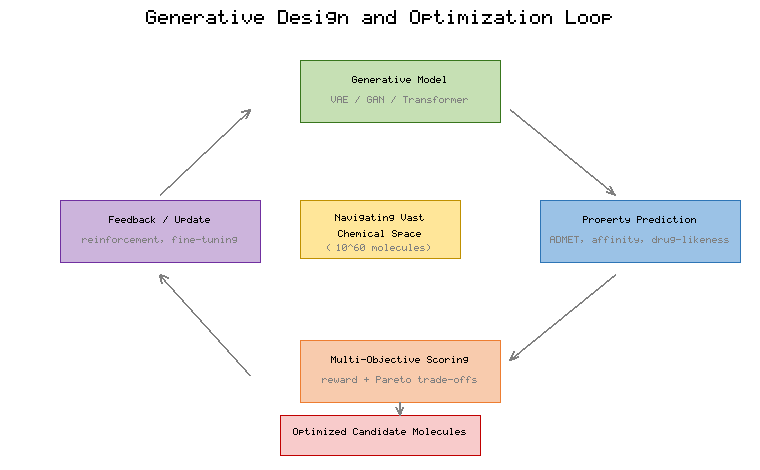 Generative Design and Optimization Loop
Generative Model
VAE / GAN / Transformer
Feedback / Update
reinforcement, fine-tuning
Navigating Vast
Chemical Space
( 10^60 molecules)
Property Prediction
ADMET, affinity, drug-likeness
Multi-Objective Scoring
reward + Pareto trade-offs
Optimized Candidate Molecules